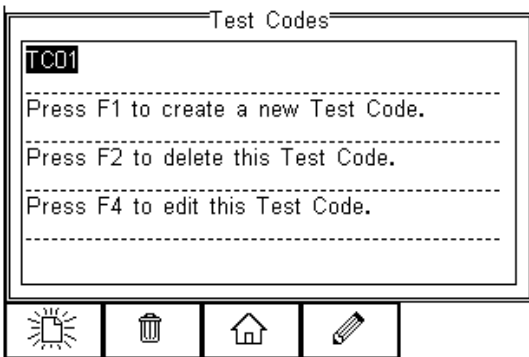 Test Codes
TC01
Press F1 to create a new Test Code.
Press F2 to delete this Test Code.
Press F4 to edit this Test Code.